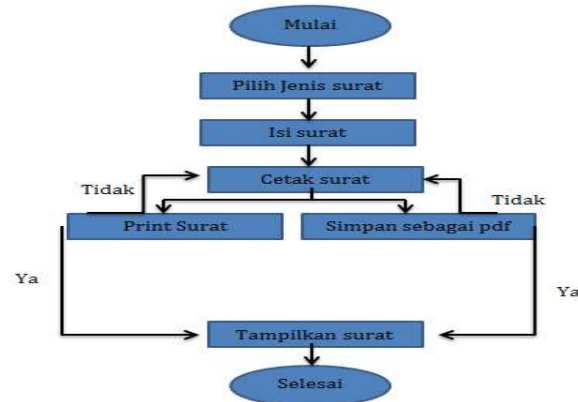 Mulai
Pilih Jenis surat
Isi surat
Cetak surat
Tidak
Tidak
Print Surat
Simpan sebagai pdf
Ya
Ya
Tampilkan surat
Selesai